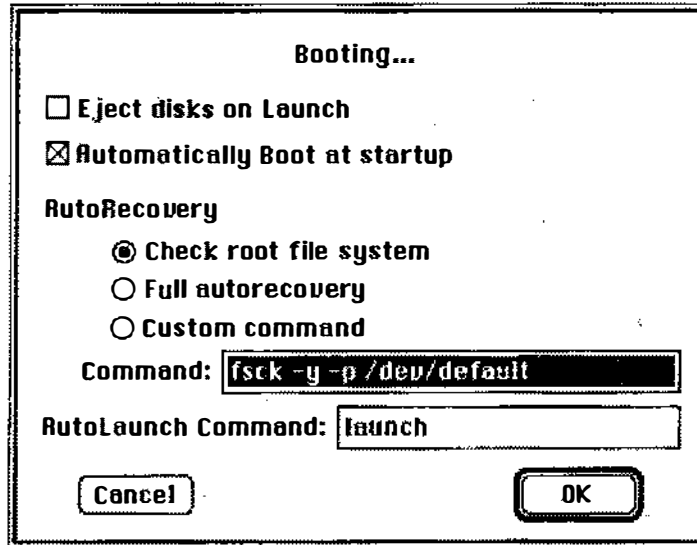 Booting...
Eject disks on Launch
Automatically Boot at startup
AutoRecovery
Check root file system
Full autorecovery
Custom command
Command: fsck -y -p /dev/default
AutoLaunch Command: launch
Cancel OK